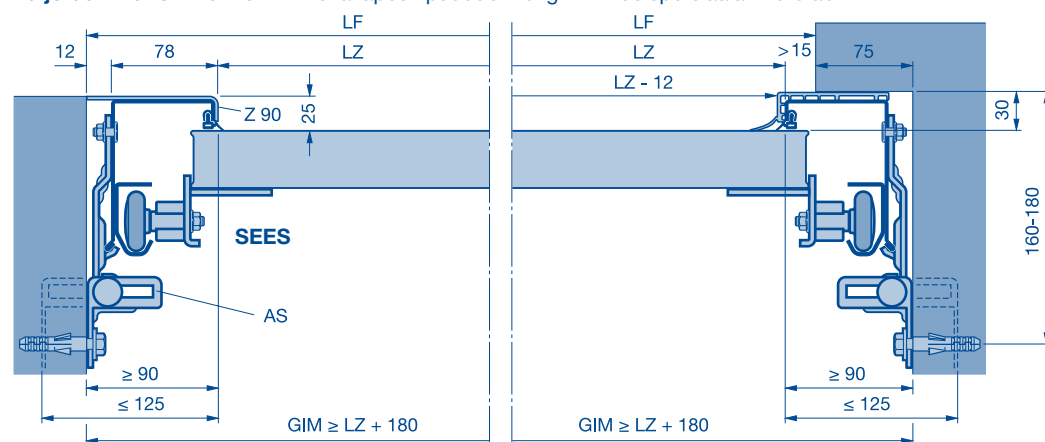 LF LF
12 78 LZ LZ >15 75
LZ - 12
Z 90 25 30
SEES
160-180
AS
≥ 90 ≥ 90
≤ 125 ≤ 125
GIM ≥ LZ + 180 GIM ≥ LZ + 180